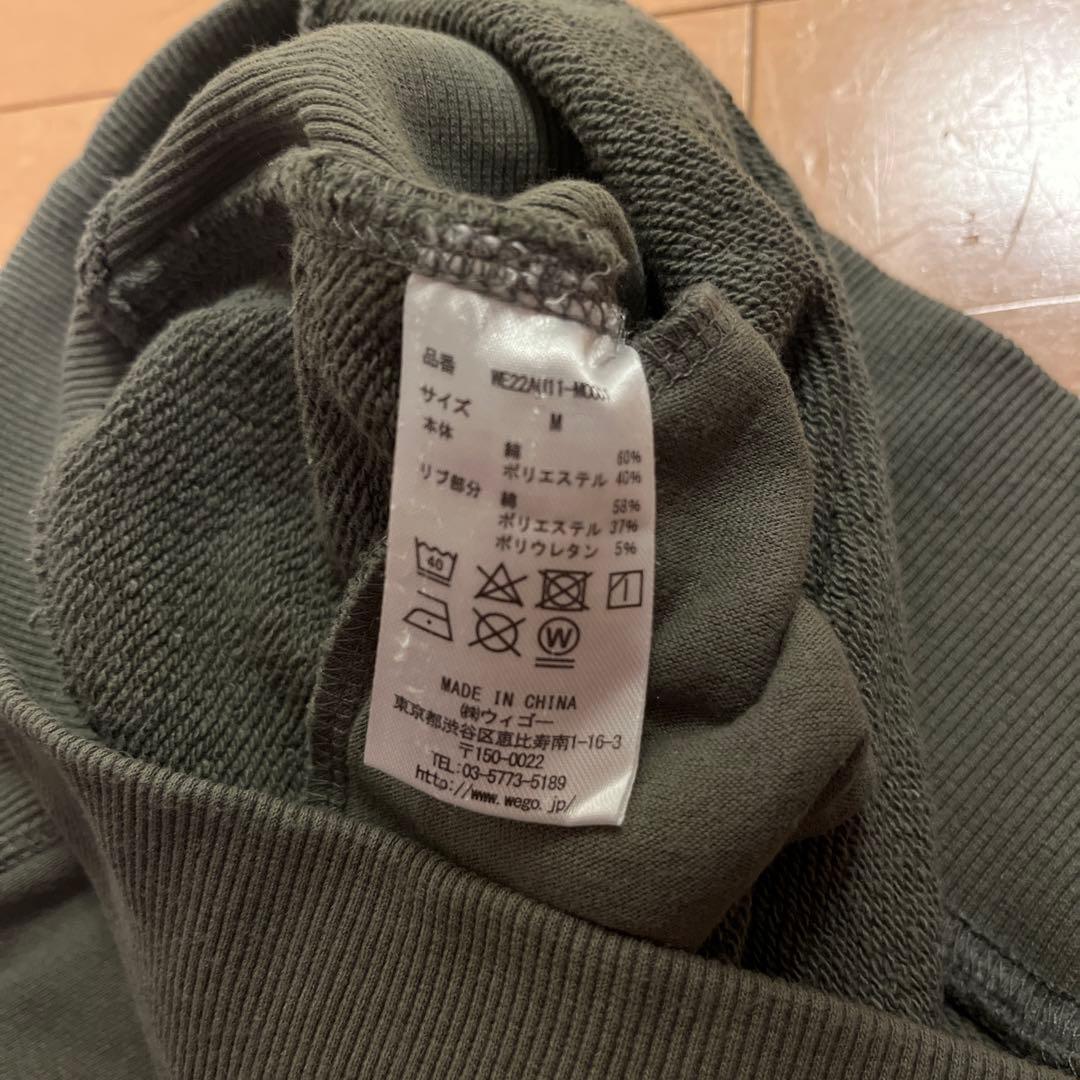 品番
サイズ M
本体 綿 60%
ポリエステル 40%
リブ部分 綿 58%
ポリエステル 37%
ポリウレタン 5%
40
W
MADE IN CHINA
㈱ウィゴー
東京都渋谷区恵比寿南1-16-3
〒150-0022
TEL:03-5773-5189
http://www.wego.jp/